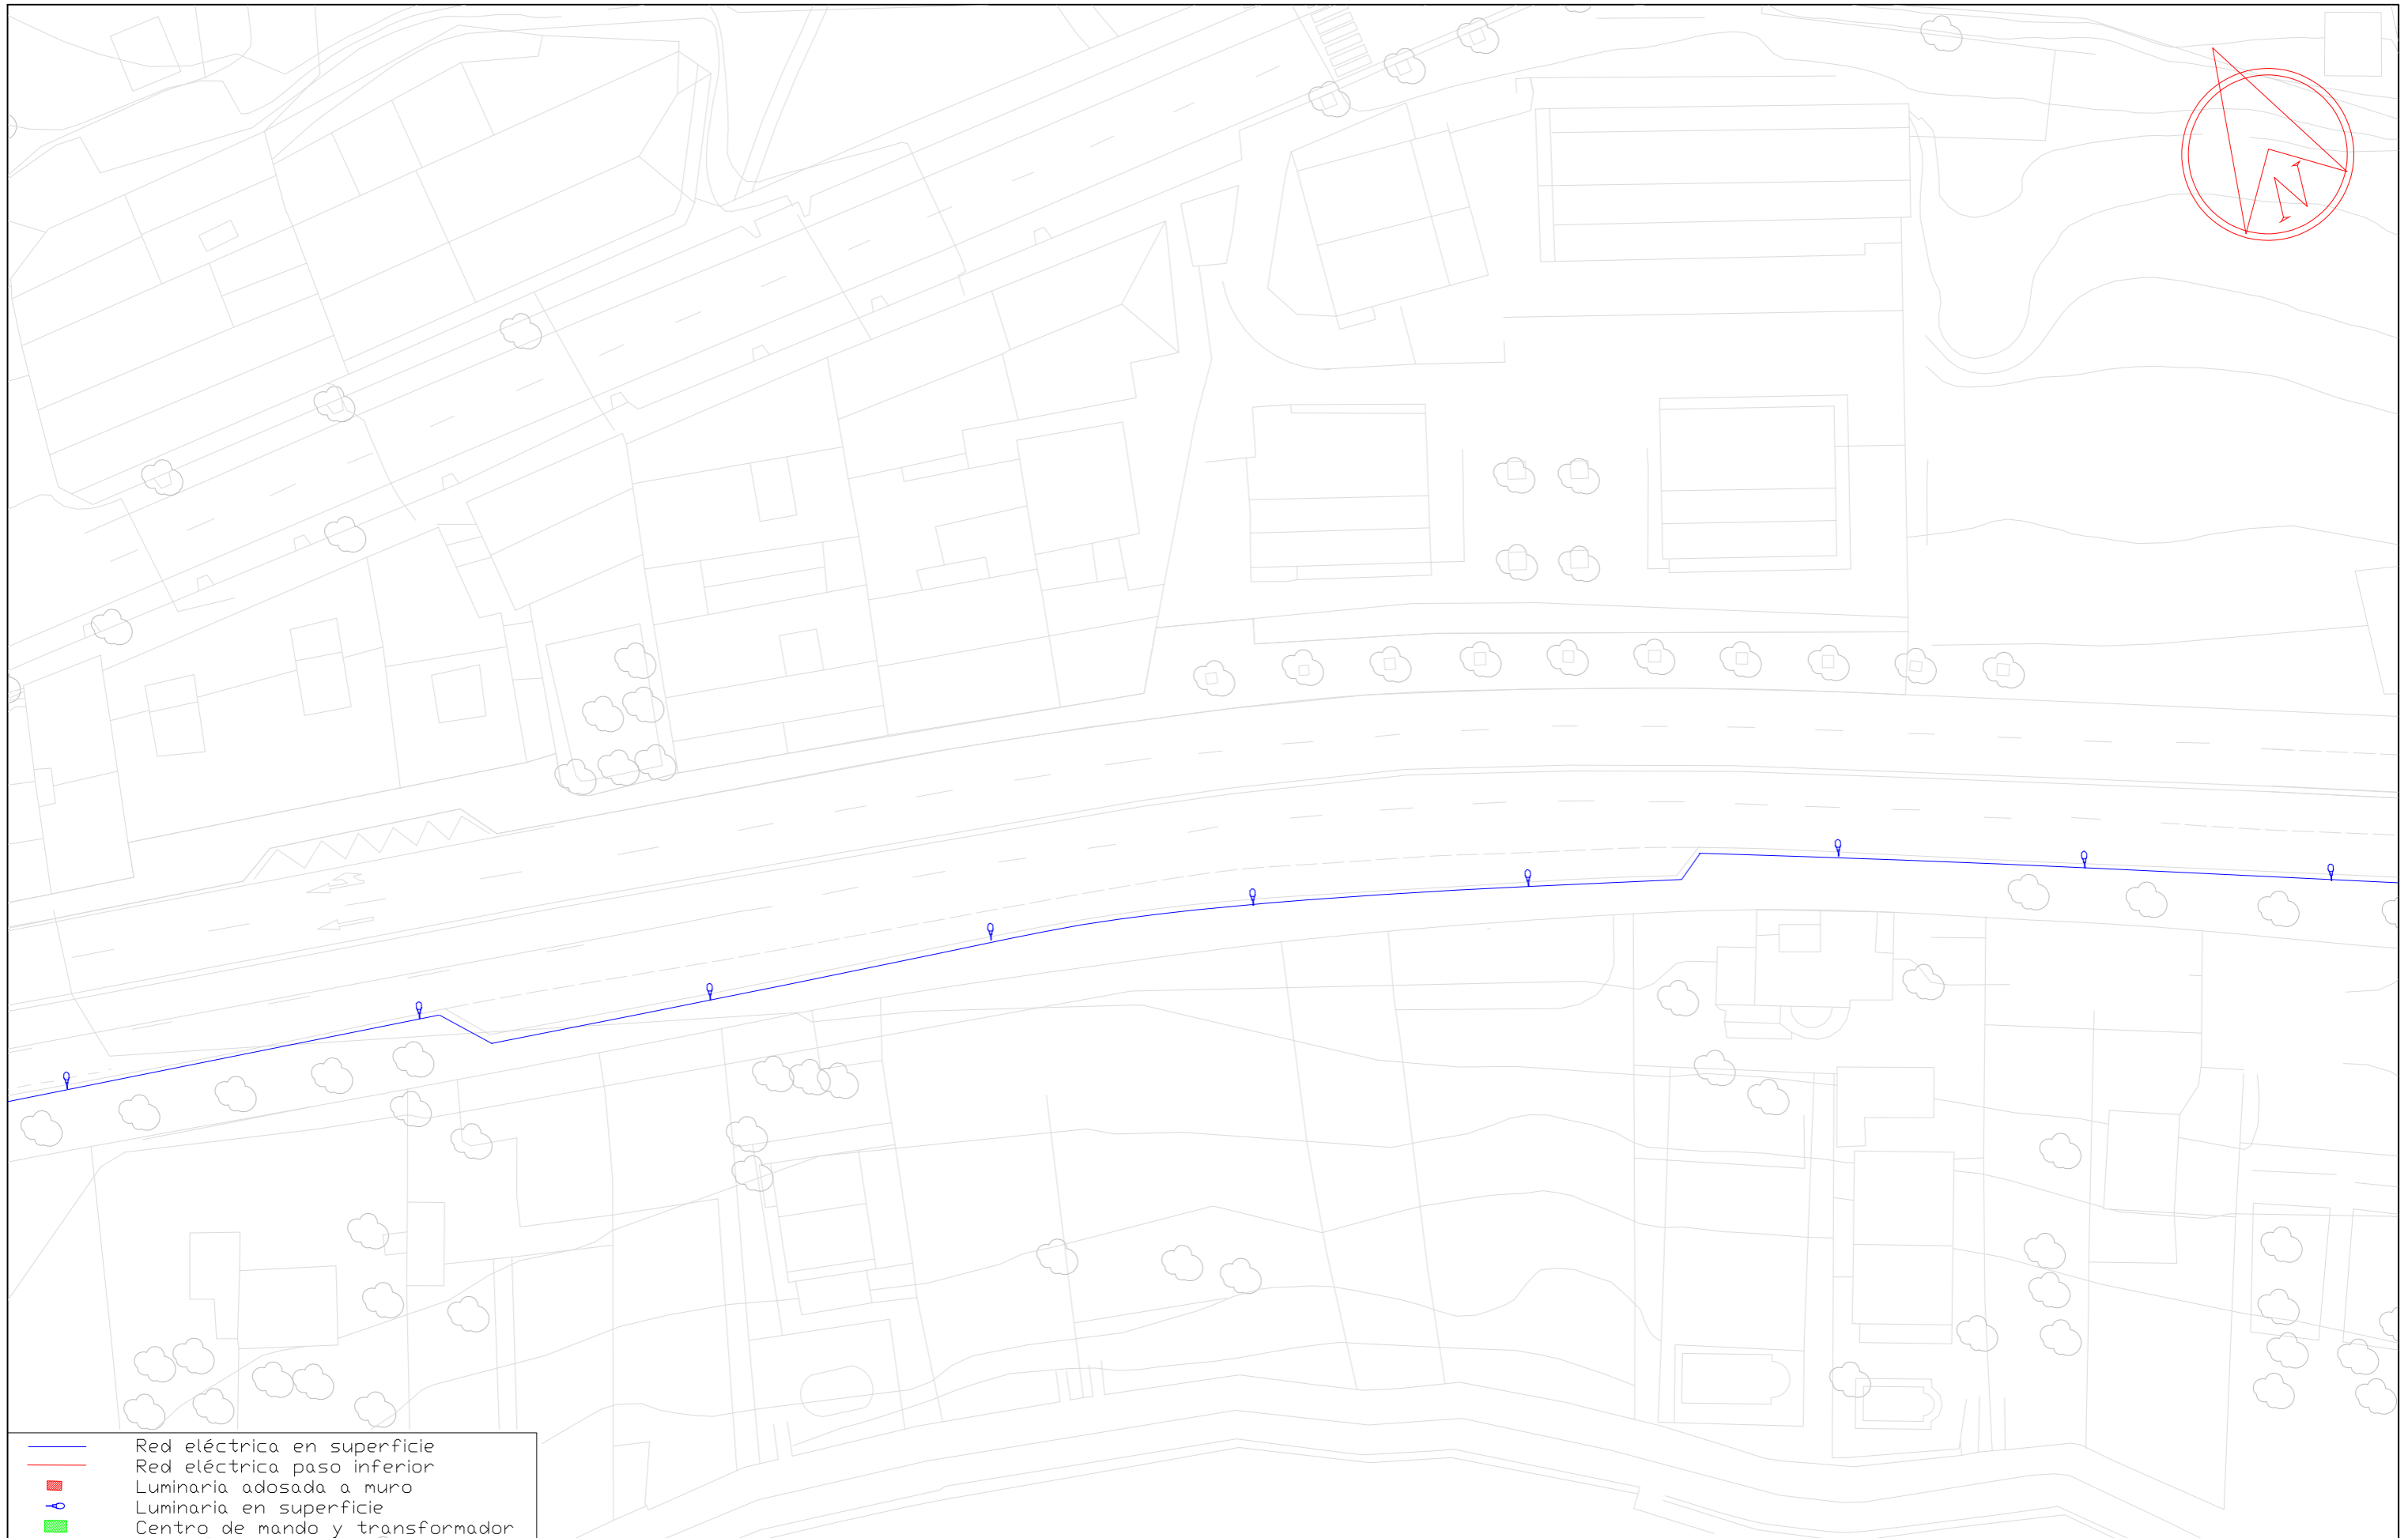 N
Red eléctrica en superficie
Red eléctrica paso inferior
Luminaria adosada a muro
Luminaria en superficie
Centro de mando y transformador